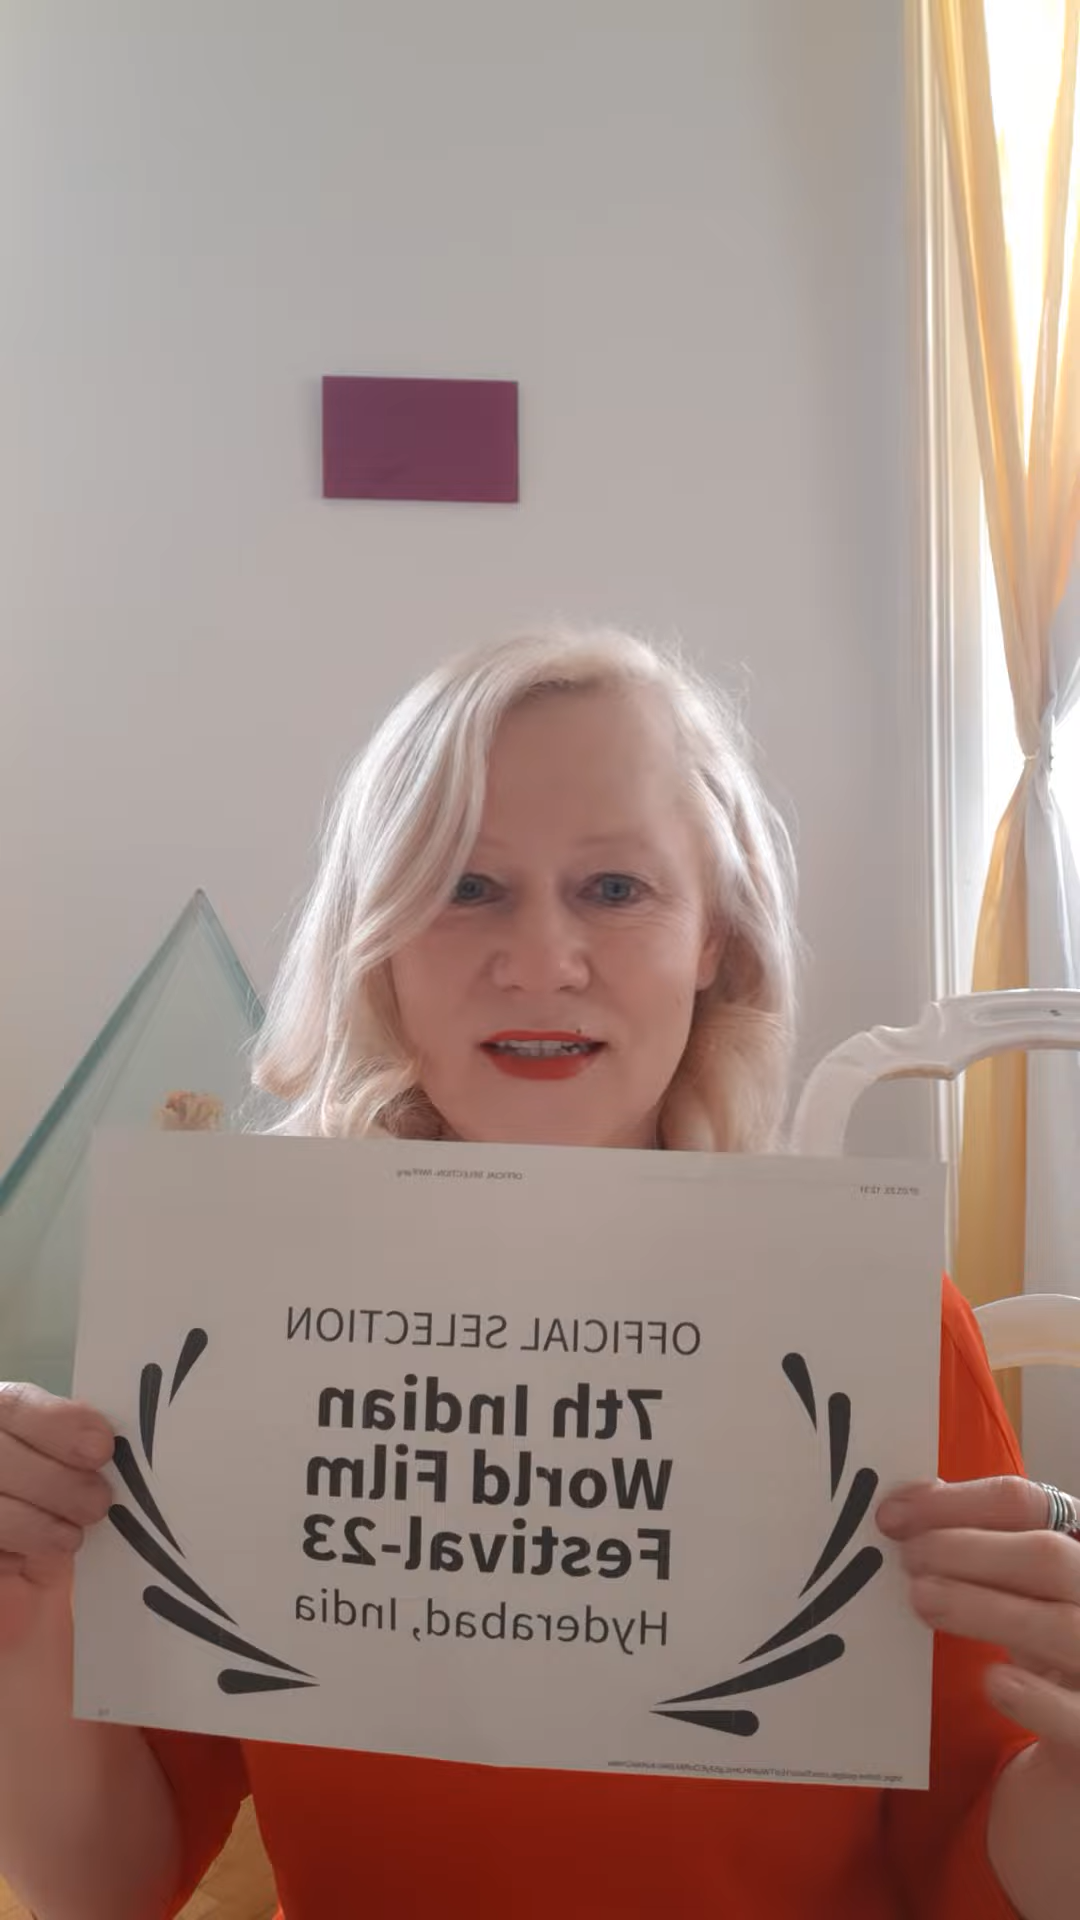 OFFICIAL SELECTION
7th Indian
World Film
Festival-23
Hyderabad, India